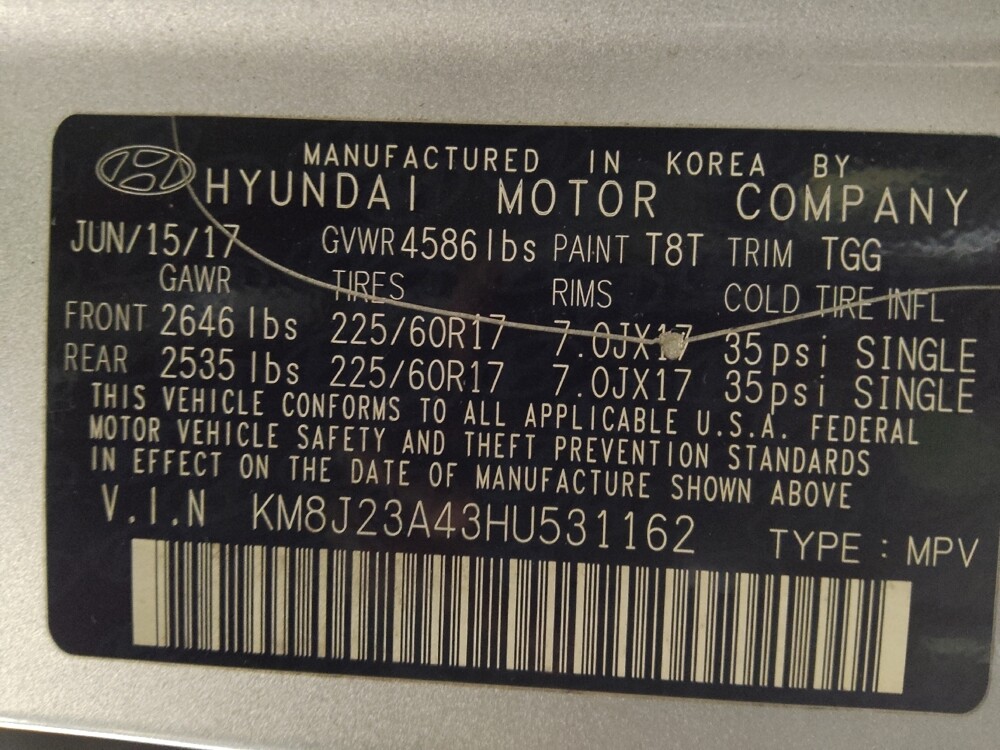 MANUFACTURED IN KOREA BY
HYUNDAI MOTOR COMPANY
JUN/15/17 GVWR 4586 lbs PAINT T8T TRIM TGG
GAWR TIRES RIMS COLD TIRE INFL
FRONT 2646 lbs 225/60R17 7.0JX17 35psi SINGLE
REAR 2535 lbs 225/60R17 7.0JX17 35psi SINGLE
THIS VEHICLE CONFORMS TO ALL APPLICABLE U.S.A. FEDERAL
MOTOR VEHICLE SAFETY AND THEFT PREVENTION STANDARDS
IN EFFECT ON THE DATE OF MANUFACTURE SHOWN ABOVE
V.I.N KM8J23A43HU531162 TYPE : MPV